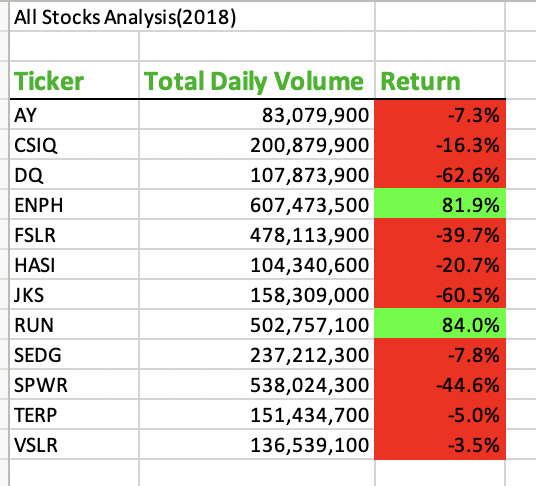 All Stocks Analysis(2018)
Ticker Total Daily Volume Return
AY 83,079,900 -7.3%
CSIQ 200,879,900 -16.3%
DQ 107,873,900 -62.6%
ENPH 607,473,500 81.9%
FSLR 478,113,900 -39.7%
HASI 104,340,600 -20.7%
JKS 158,309,000 -60.5%
RUN 502,757,100 84.0%
SEDG 237,212,300 -7.8%
SPWR 538,024,300 -44.6%
TERP 151,434,700 -5.0%
VSLR 136,539,100 -3.5%